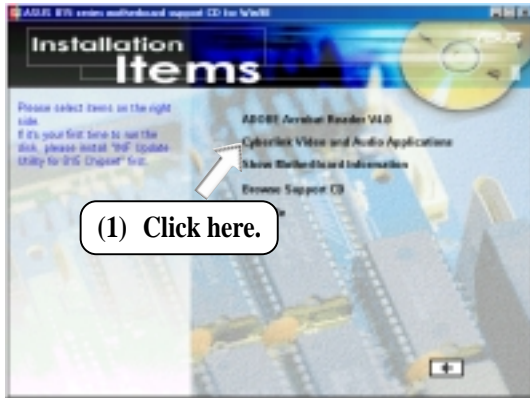 ASUS 815 series motherboard support CD for Win98
Installation
Items
ASUS
Please select items on the right
side.
If it's your first time to run the
disk, please install "INF Update
Utility for 815 Chipset" first.
ADOBE Acrobat Reader V4.0
Cyberlink Video and Audio Applications
Show Motherboard Information
Browse Support CD
(1) Click here.